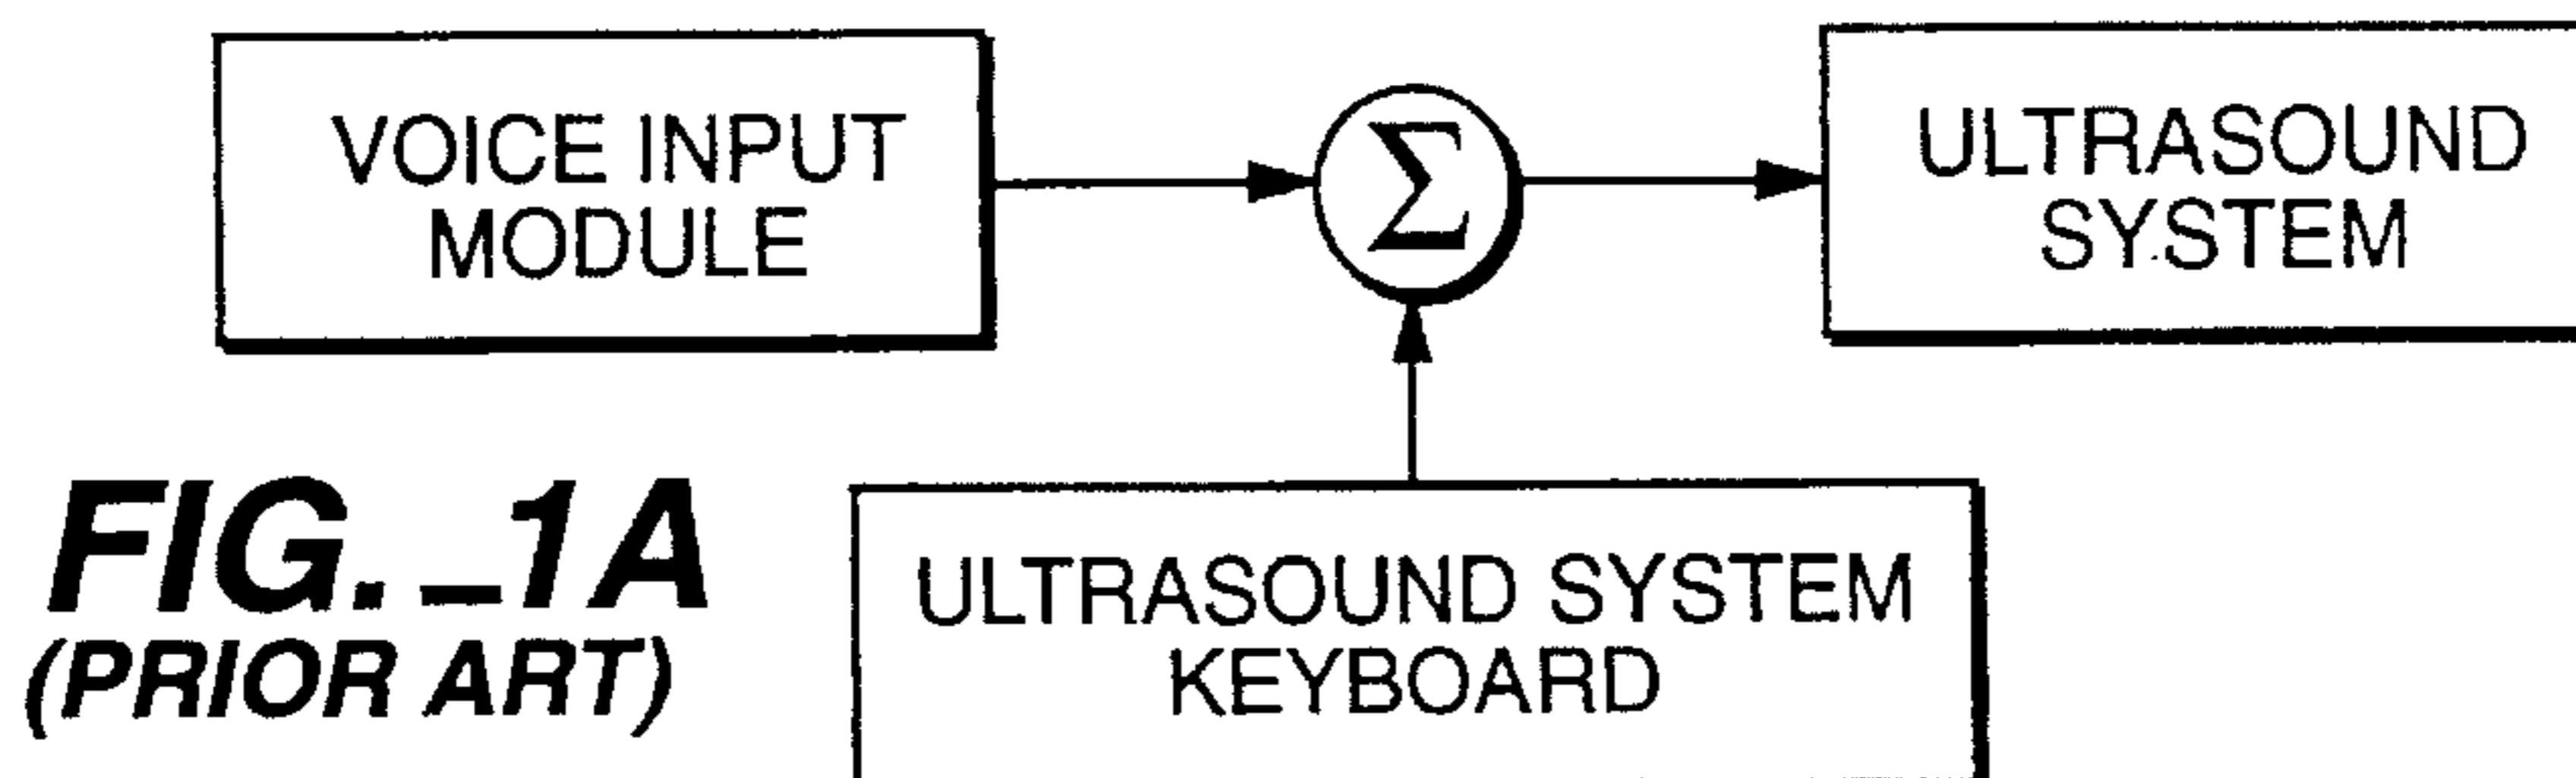 VOICE INPUT
MODULE
Σ
ULTRASOUND
SYSTEM
FIG._1A
(PRIOR ART)
ULTRASOUND SYSTEM
KEYBOARD